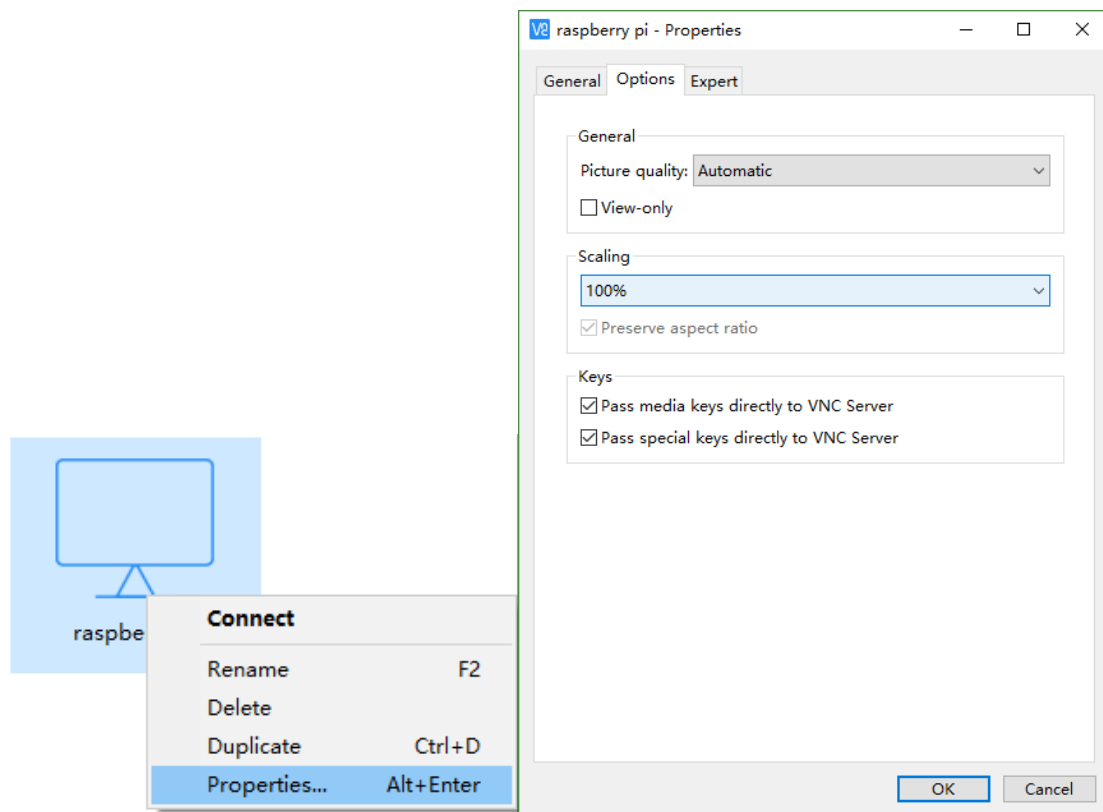 raspbe
Connect
Rename F2
Delete
Duplicate Ctrl+D
Properties... Alt+Enter
VR raspberry pi - Properties
General Options Expert
General
Picture quality: Automatic
View-only
Scaling
100%
Preserve aspect ratio
Keys
Pass media keys directly to VNC Server
Pass special keys directly to VNC Server
OK Cancel